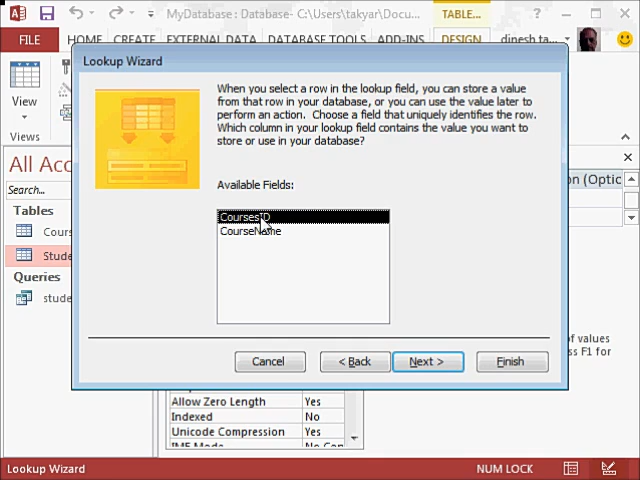 MyDatabase : Database- C:\Users\takyar\Docu...
TABLE...
FILE
HOME
CREATE
EXTERNAL DATA
DATABASE TOOLS
ADD-INS
DESIGN
dinesh ta...
View
Views
Lookup Wizard
When you select a row in the lookup field, you can store a value
from that row in your database, or you can use the value later to
perform an action. Choose a field that uniquely identifies the row.
Which column in your lookup field contains the value you want to
store or use in your database?
Available Fields:
CoursesID
CourseName
Cancel
< Back
Next >
Finish
All Acc
Search...
Tables
Cours
Stude
Queries
stude
on (Optic
of values
ss F1 for
Allow Zero Length
Yes
Indexed
No
Unicode Compression
Yes
IME Mode
No Con
Lookup Wizard
NUM LOCK